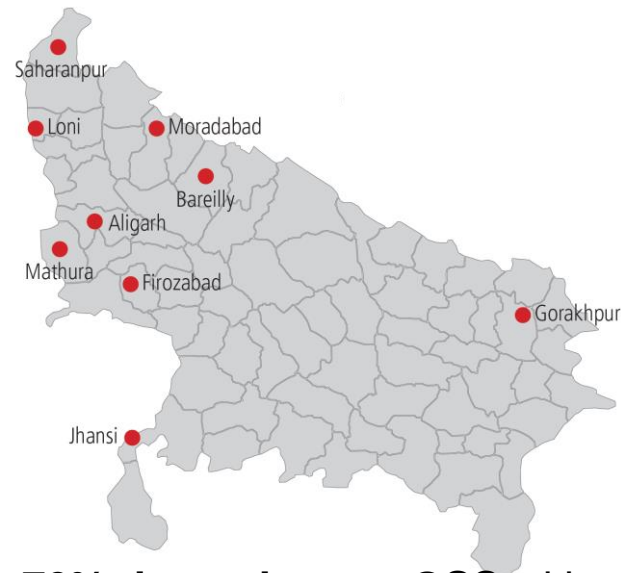 Saharanpur
Loni
Moradabad
Bareilly
Aligarh
Mathura
Firozabad
Gorakhpur
Jhansi